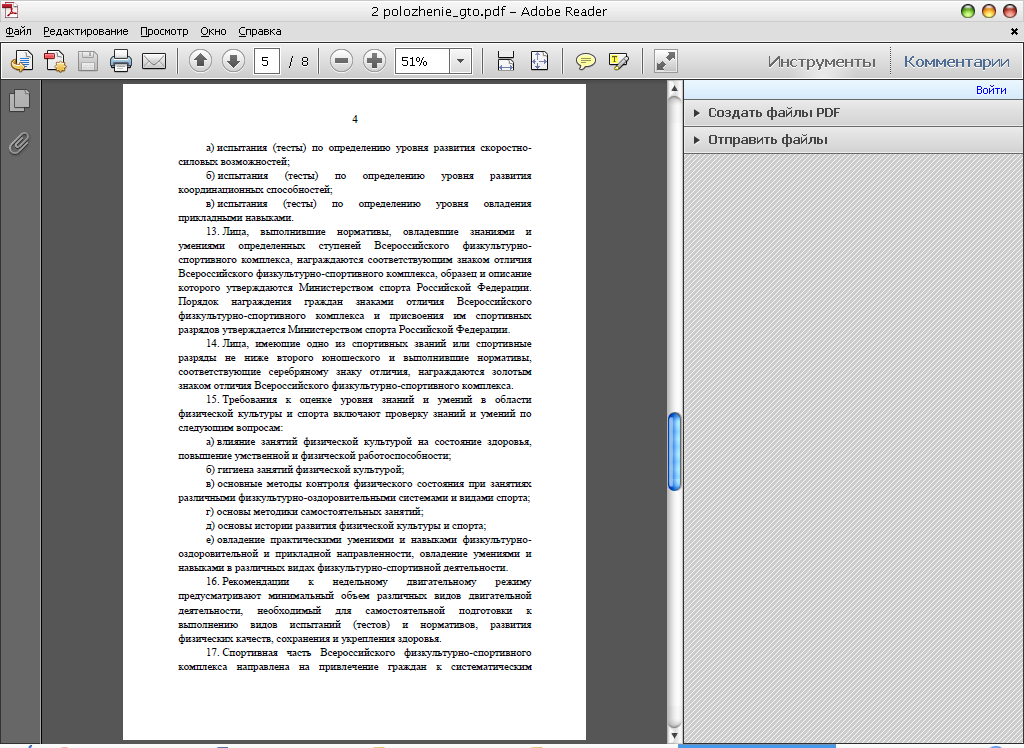 2 polozhenie_gto.pdf - Adobe Reader
Файл Редактирование Просмотр Окно Справка
5 / 8 51% Инструменты Комментарии
Войти
Создать файлы PDF
Отправить файлы
4
а) испытания (тесты) по определению уровня развития скоростно-
силовых возможностей;
б) испытания (тесты) по определению уровня развития
координационных способностей;
в) испытания (тесты) по определению уровня овладения
прикладными навыками.
13. Лица, выполнившие нормативы, овладевшие знаниями и
умениями определенных ступеней Всероссийского физкультурно-
спортивного комплекса, награждаются соответствующим знаком отличия
Всероссийского физкультурно-спортивного комплекса, образец и описание
которого утверждаются Министерством спорта Российской Федерации.
Порядок награждения граждан знаками отличия Всероссийского
физкультурно-спортивного комплекса и присвоения им спортивных
разрядов утверждается Министерством спорта Российской Федерации.
14. Лица, имеющие одно из спортивных званий или спортивные
разряды не ниже второго юношеского и выполнившие нормативы,
соответствующие серебряному знаку отличия, награждаются золотым
знаком отличия Всероссийского физкультурно-спортивного комплекса.
15. Требования к оценке уровня знаний и умений в области
физической культуры и спорта включают проверку знаний и умений по
следующим вопросам:
а) влияние занятий физической культурой на состояние здоровья,
повышение умственной и физической работоспособности;
б) гигиена занятий физической культурой;
в) основные методы контроля физического состояния при занятиях
различными физкультурно-оздоровительными системами и видами спорта;
г) основы методики самостоятельных занятий;
д) основы истории развития физической культуры и спорта;
е) овладение практическими умениями и навыками физкультурно-
оздоровительной и прикладной направленности, овладение умениями и
навыками в различных видах физкультурно-спортивной деятельности.
16. Рекомендации к недельному двигательному режиму
предусматривают минимальный объем различных видов двигательной
деятельности, необходимый для самостоятельной подготовки к
выполнению видов испытаний (тестов) и нормативов, развития
физических качеств, сохранения и укрепления здоровья.
17. Спортивная часть Всероссийского физкультурно-спортивного
комплекса направлена на привлечение граждан к систематическим